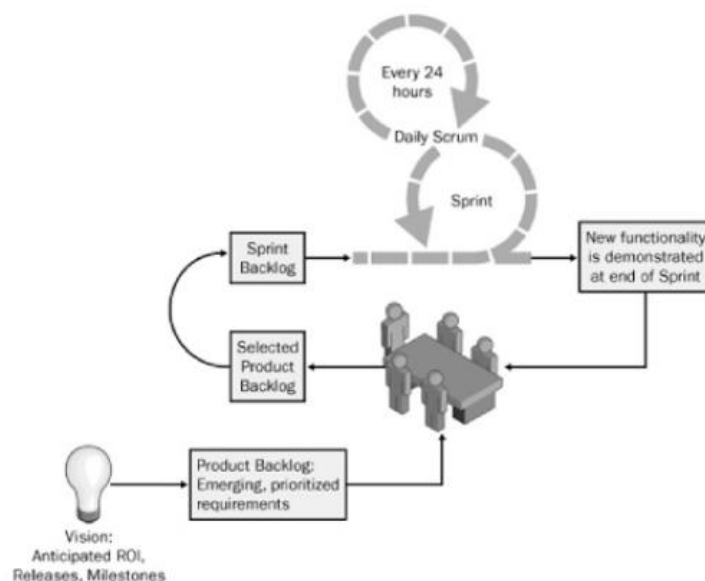 Every 24
hours
Daily Scrum
Sprint
Sprint
Backlog
New functionality
is demonstrated
at end of Sprint
Selected
Product
Backlog
Product Backlog:
Emerging, prioritized
requirements
Vision:
Anticipated ROI,
Releases, Milestones